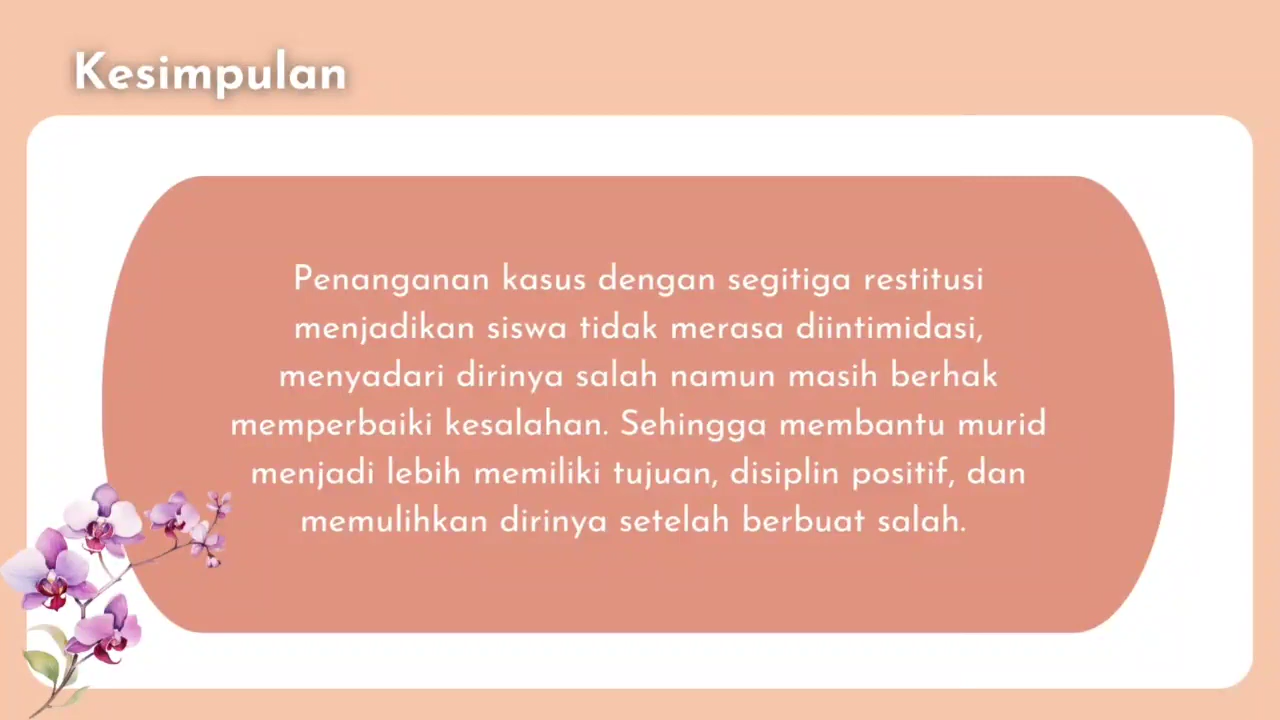 Kesimpulan
Penanganan kasus dengan segitiga restitusi
menjadikan siswa tidak merasa diintimidasi,
menyadari dirinya salah namun masih berhak
memperbaiki kesalahan. Sehingga membantu murid
menjadi lebih memiliki tujuan, disiplin positif, dan
memulihkan dirinya setelah berbuat salah.